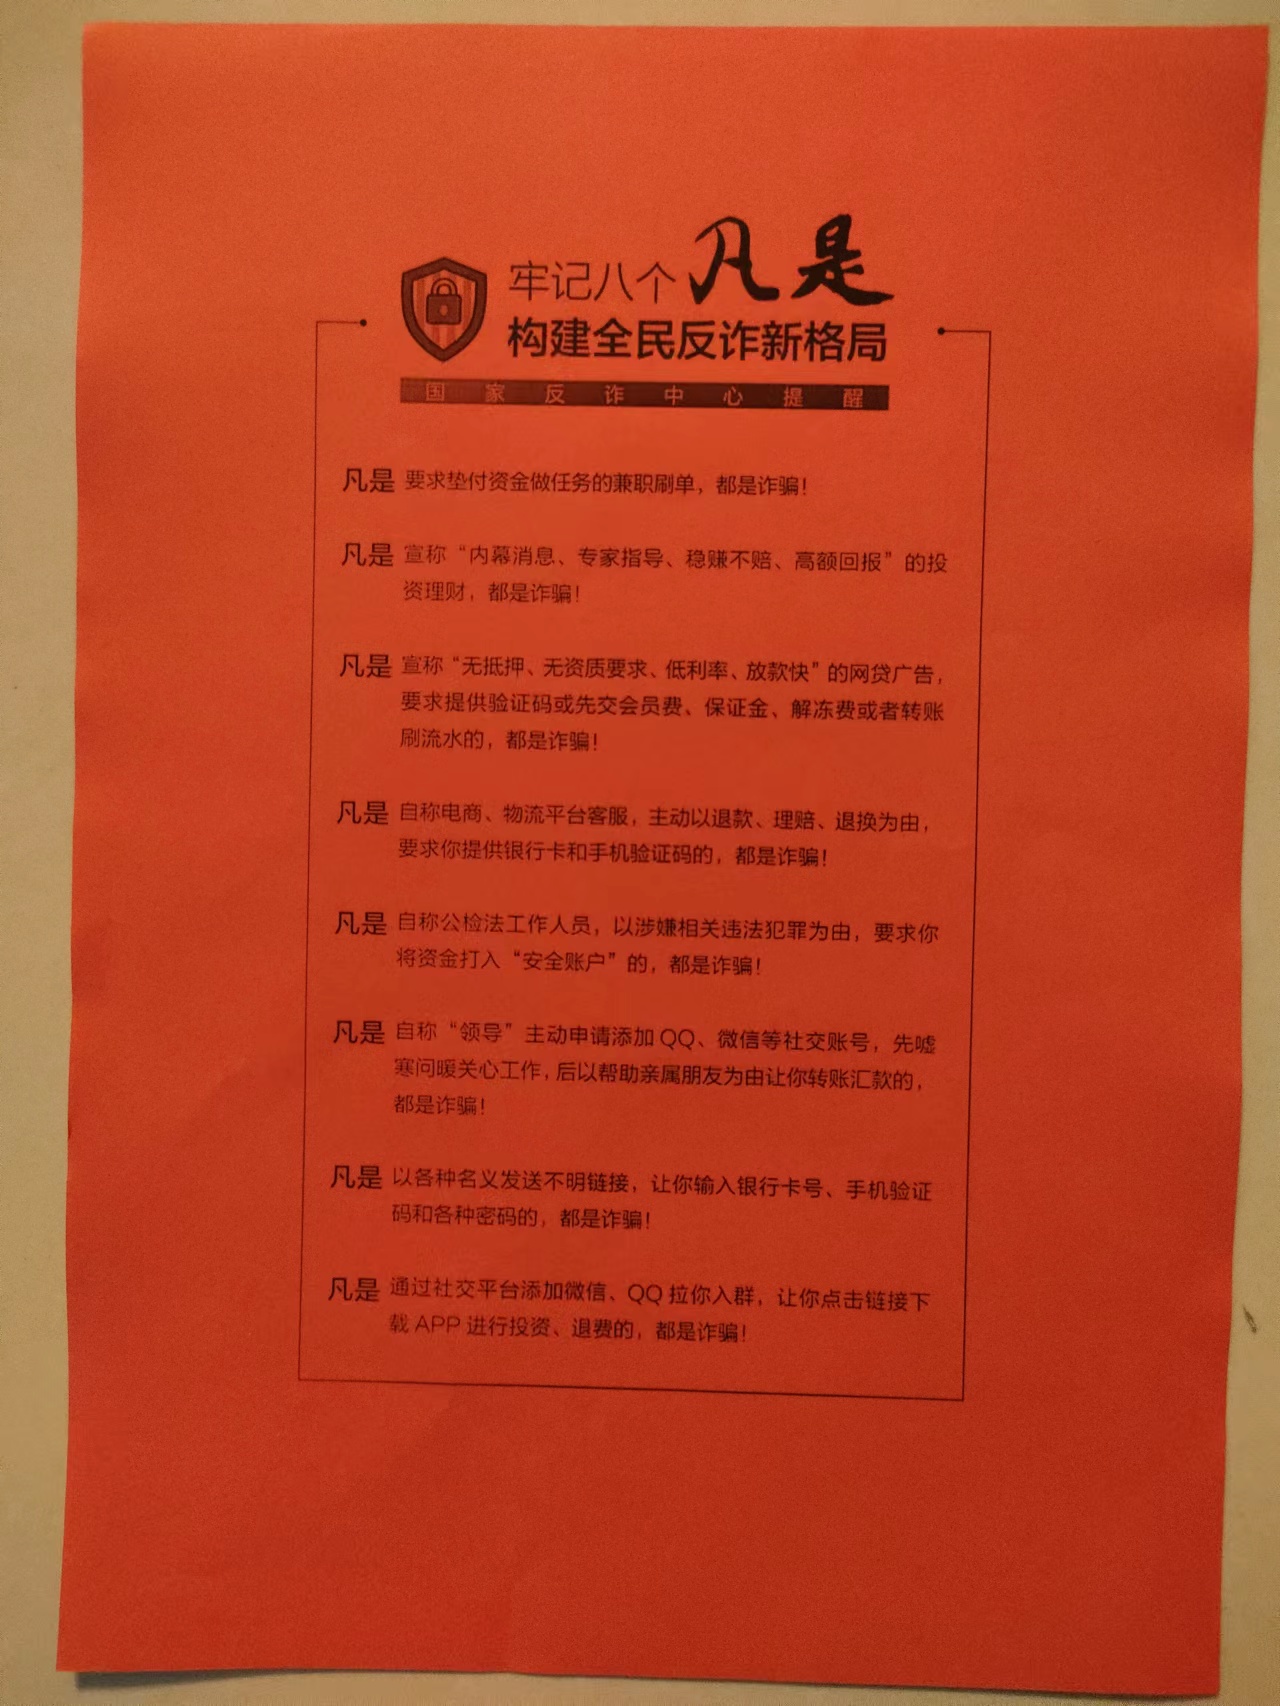 牢记八个凡是
构建全民反诈新格局
国家反诈中心提醒
凡是 要求垫付资金做任务的兼职刷单，都是诈骗！
凡是 宣称“内幕消息、专家指导、稳赚不赔、高额回报”的投
资理财，都是诈骗！
凡是 宣称“无抵押、无资质要求、低利率、放款快”的网贷广告，
要求提供验证码或先交会员费、保证金、解冻费或者转账
刷流水的，都是诈骗！
凡是 自称电商、物流平台客服，主动以退款、理赔、退换为由，
要求你提供银行卡和手机验证码的，都是诈骗！
凡是 自称公检法工作人员，以涉嫌相关违法犯罪为由，要求你
将资金打入“安全账户”的，都是诈骗！
凡是 自称“领导”主动申请添加 QQ、微信等社交账号，先嘘
寒问暖关心工作，后以帮助亲属朋友为由让你转账汇款的，
都是诈骗！
凡是 以各种名义发送不明链接，让你输入银行卡号、手机验证
码和各种密码的，都是诈骗！
凡是 通过社交平台添加微信、QQ 拉你入群，让你点击链接下
载 APP 进行投资、退费的，都是诈骗！